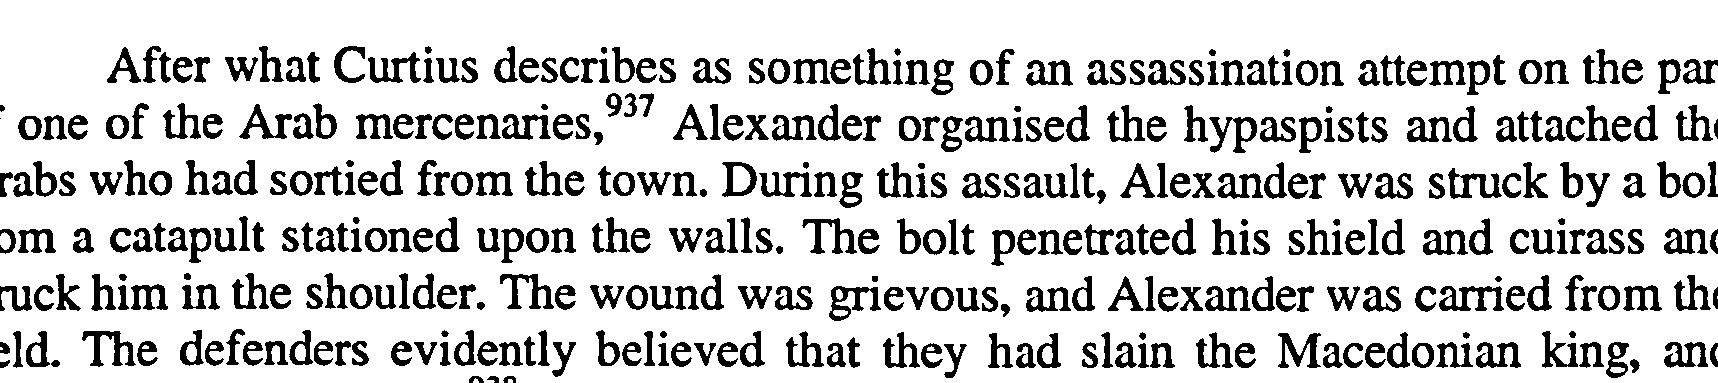 After what Curtius describes as something of an assassination attempt on the par
one of the Arab mercenaries,937 Alexander organised the hypaspists and attached the
rabs who had sortied from the town. During this assault, Alexander was struck by a bol
om a catapult stationed upon the walls. The bolt penetrated his shield and cuirass and
ruck him in the shoulder. The wound was grievous, and Alexander was carried from the
eld. The defenders evidently believed that they had slain the Macedonian king, and